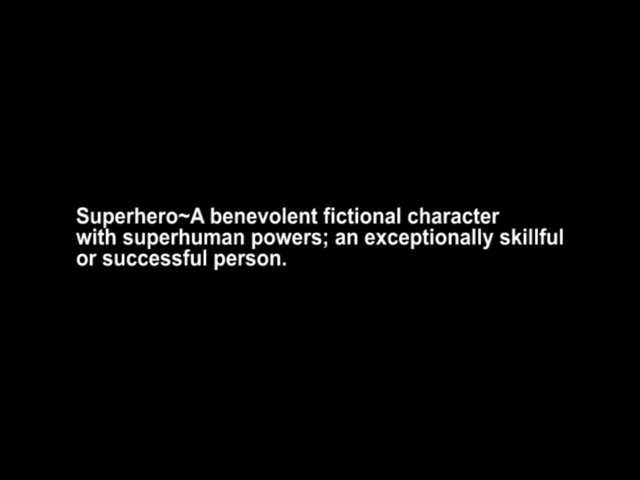 Superhero~A benevolent fictional character
with superhuman powers; an exceptionally skillful
or successful person.